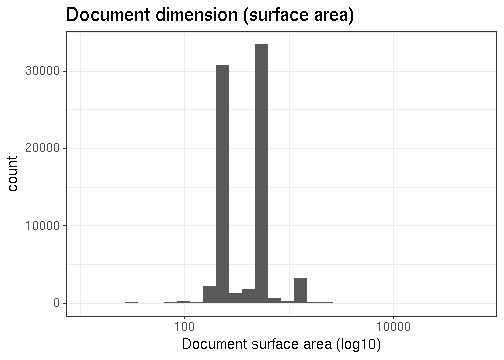 Document dimension (surface area)
30000
20000
10000
0
count
100
10000
Document surface area (log10)